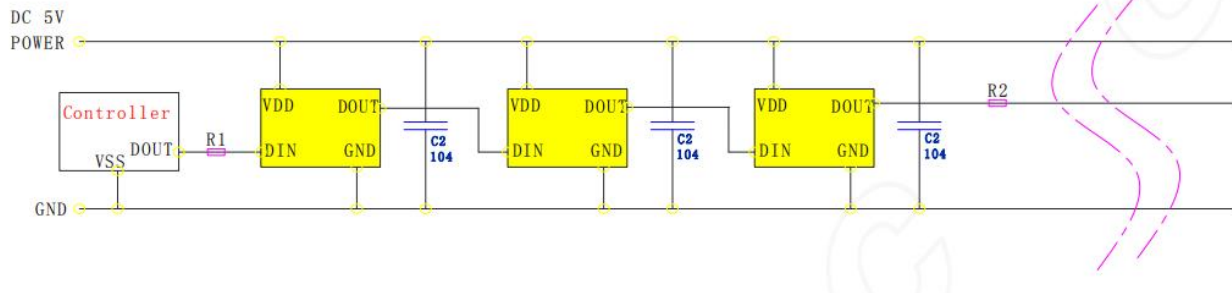 DC 5V
POWER
Controller
DOUT
VSS
R1
VDD
DOUT
DIN
GND
C2
104
VDD
DOUT
DIN
GND
C2
104
VDD
DOUT
DIN
GND
C2
104
R2
GND